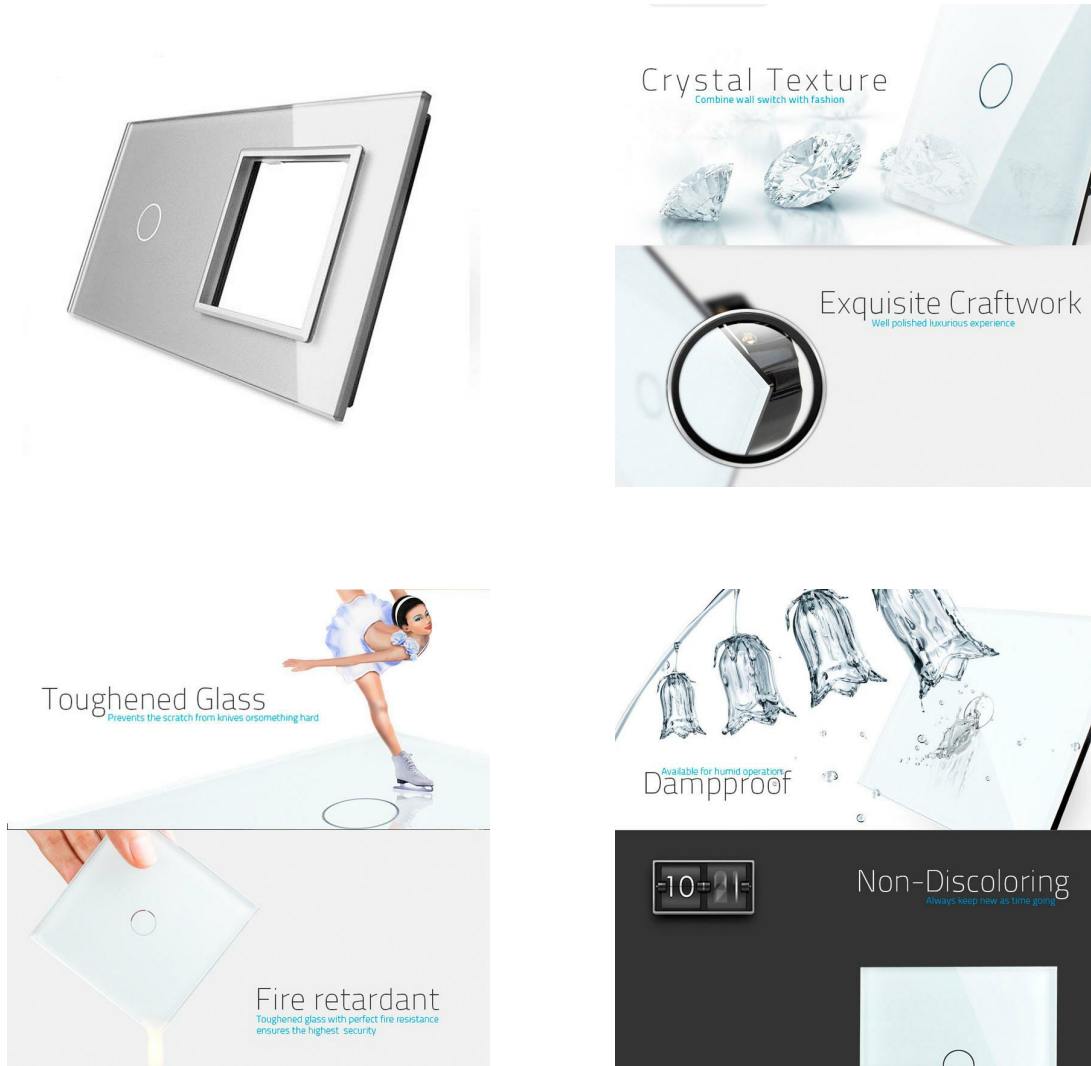 Crystal Texture
Combine wall switch with fashion
Exquisite Craftwork
Well polished luxurious experience
Toughened Glass
Prevents the scratch from knives orsomething hard
Available for humid operation
Dampproof
Fire retardant
Toughened glass with perfect fire resistance
ensures the highest security
10 21
Non-Discoloring
Always keep new as time going